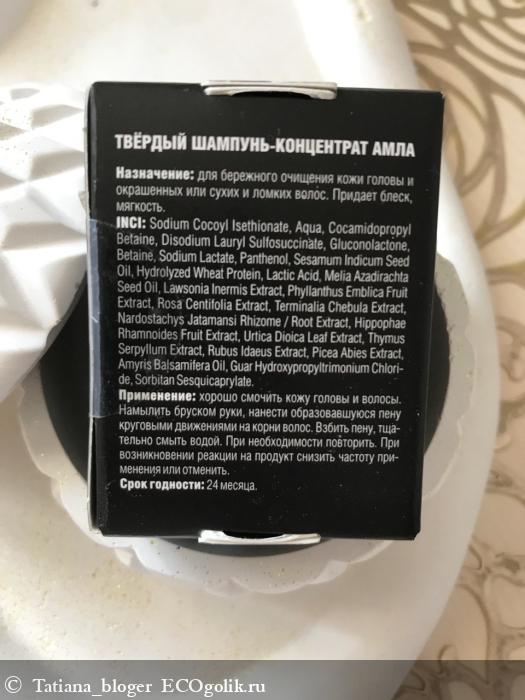 ТВЁРДЫЙ ШАМПУНЬ-КОНЦЕНТРАТ АМЛА
Назначение: для бережного очищения кожи головы и
окрашенных или сухих и ломких волос. Придает блеск,
мягкость.
INCI: Sodium Cocoyl Isethionate, Aqua, Cocamidopropyl
Betaine, Disodium Lauryl Sulfosuccinate, Gluconolactone,
Betaine, Sodium Lactate, Panthenol, Sesamum Indicum Seed
Oil, Hydrolyzed Wheat Protein, Lactic Acid, Melia Azadirachta
Seed Oil, Lawsonia Inermis Extract, Phyllanthus Emblica Fruit
Extract, Rosa Centifolia Extract, Terminalia Chebula Extract,
Nardostachys Jatamansi Rhizome / Root Extract, Hippophae
Rhamnoides Fruit Extract, Urtica Dioica Leaf Extract, Thymus
Serpyllum Extract, Rubus Idaeus Extract, Picea Abies Extract,
Amyris Balsamifera Oil, Guar Hydroxypropyltrimonium Chlori-
de, Sorbitan Sesquicaprylate.
Применение: хорошо смочить кожу головы и волосы.
Намылить бруском руки, нанести образовавшуюся пену
круговыми движениями на корни волос. Взбить пену, тща-
тельно смыть водой. При необходимости повторить. При
возникновении реакции на продукт снизить частоту при-
менения или отменить.
Срок годности: 24 месяца.
© Tatiana_bloger ECOgolik.ru